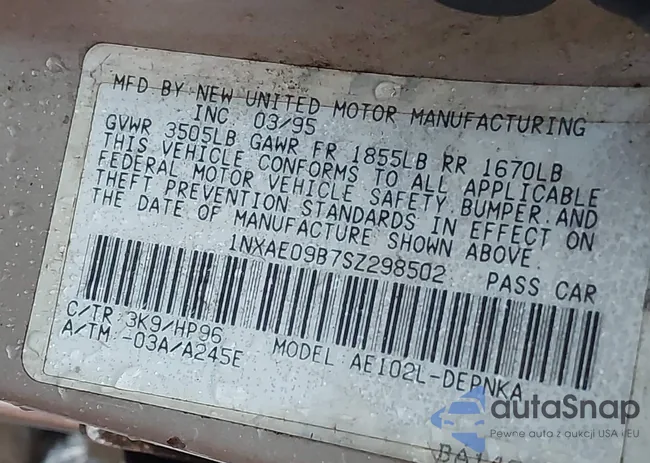 MFD BY NEW UNITED MOTOR MANUFACTURING
INC 03/95
GVWR 3505LB GAWR FR 1855LB RR 1670LB
THIS VEHICLE CONFORMS TO ALL APPLICABLE
FEDERAL MOTOR VEHICLE SAFETY, BUMPER, AND
THEFT PREVENTION STANDARDS IN EFFECT ON
THE DATE OF MANUFACTURE SHOWN ABOVE.
1NXAE09B7SZ298502 PASS CAR
C/TR 3K9/HP96 MODEL AE102L-DEPNKA
A/TM -03A/A245E
autoSnap
Pewne auta z aukcji USA i EU